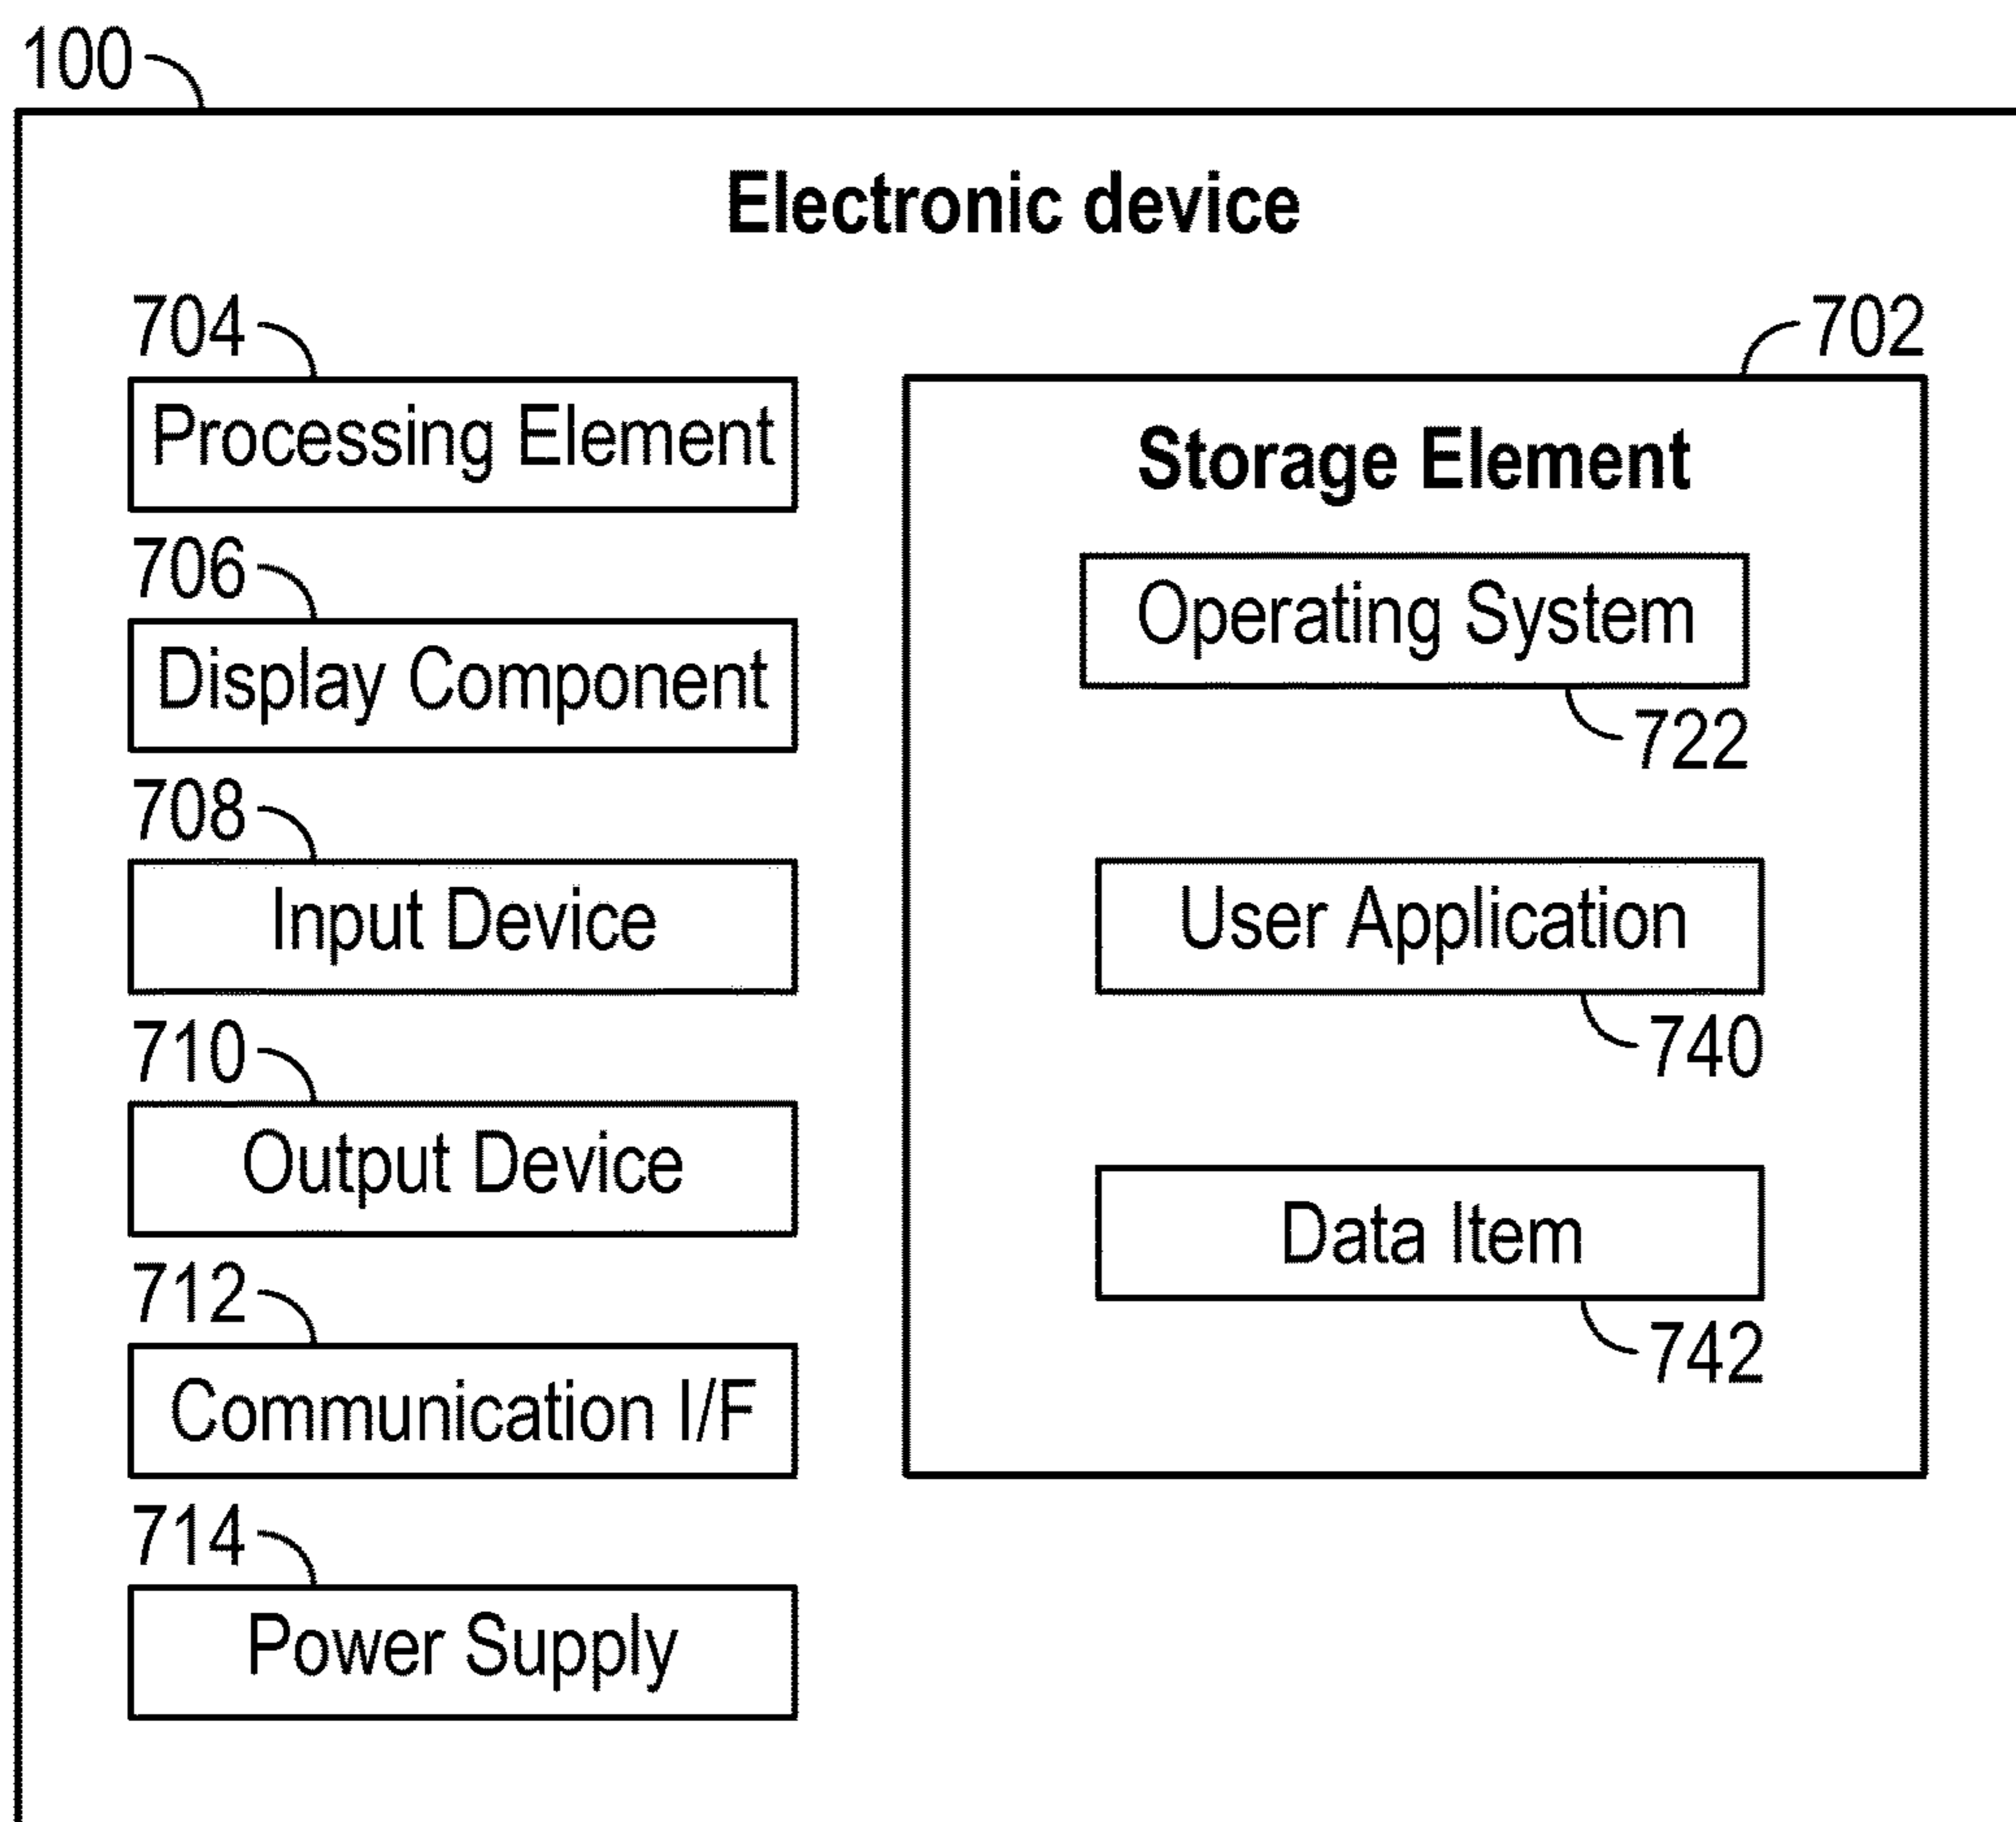 100
Electronic device
704
Processing Element
706
Display Component
708
Input Device
710
Output Device
712
Communication I/F
714
Power Supply
702
Storage Element
Operating System
722
User Application
740
Data Item
742